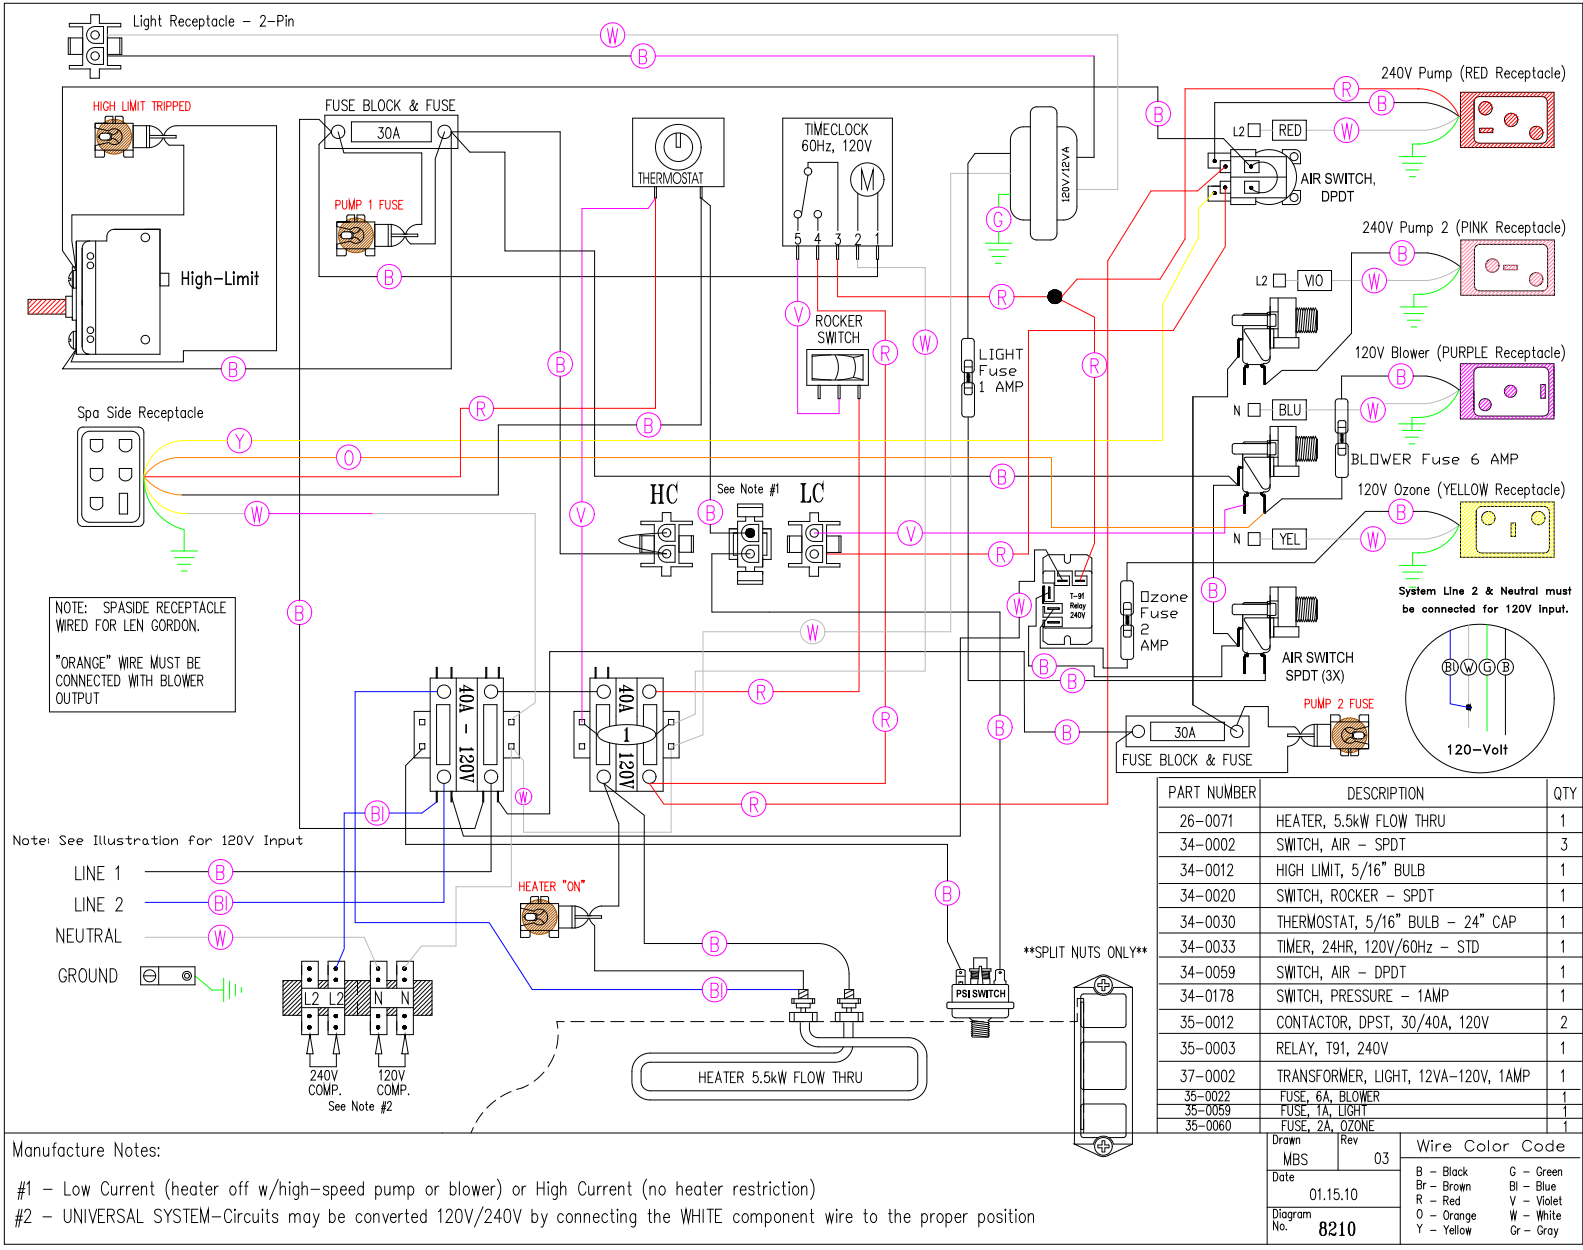 Light Receptacle - 2-Pin
W
B
HIGH LIMIT TRIPPED
FUSE BLOCK & FUSE
30A
PUMP 1 FUSE
B
High-Limit
B
THERMOSTAT
TIMECLOCK
60Hz, 120V
M
5 4 3 2 1
V
ROCKER
SWITCH
R
W
R
120V/12VA
G
LIGHT
Fuse
1 AMP
R
B
240V Pump (RED Receptacle)
R
B
L2 RED
W
AIR SWITCH,
DPDT
240V Pump 2 (PINK Receptacle)
B
L2 VIO
W
120V Blower (PURPLE Receptacle)
B
N BLU
W
BLOWER Fuse 6 AMP
120V Ozone (YELLOW Receptacle)
B
N YEL
W
System Line 2 & Neutral must
be connected for 120V Input.
Bl W G B
120-Volt
B
Spa Side Receptacle
R
B
Y
O
W
V
B
HC
See Note #1
LC
B
V
R
B
B
NOTE: SPASIDE RECEPTACLE
WIRED FOR LEN GORDON.
"ORANGE" WIRE MUST BE
CONNECTED WITH BLOWER
OUTPUT
B
W
W
T-91
Relay
240V
Ozone
Fuse
2
AMP
B
B
AIR SWITCH
SPDT (3X)
PUMP 2 FUSE
B
30A
FUSE BLOCK & FUSE
40A - 120V
40A 1 120V
R
R
R
B
W
Bl
Note: See Illustration for 120V Input
LINE 1
B
LINE 2
Bl
NEUTRAL
W
GROUND
L2 L2 N N
240V
COMP.
120V
COMP.
See Note #2
HEATER "ON"
B
Bl
B
PSI SWITCH
**SPLIT NUTS ONLY**
HEATER 5.5kW FLOW THRU
PART NUMBER DESCRIPTION QTY
26-0071 HEATER, 5.5kW FLOW THRU 1
34-0002 SWITCH, AIR - SPDT 3
34-0012 HIGH LIMIT, 5/16" BULB 1
34-0020 SWITCH, ROCKER - SPDT 1
34-0030 THERMOSTAT, 5/16" BULB - 24" CAP 1
34-0033 TIMER, 24HR, 120V/60Hz - STD 1
34-0059 SWITCH, AIR - DPDT 1
34-0178 SWITCH, PRESSURE - 1AMP 1
35-0012 CONTACTOR, DPST, 30/40A, 120V 2
35-0003 RELAY, T91, 240V 1
37-0002 TRANSFORMER, LIGHT, 12VA-120V, 1AMP 1
35-0022 FUSE, 6A, BLOWER 1
35-0059 FUSE, 1A, LIGHT 1
35-0060 FUSE, 2A, OZONE 1
Manufacture Notes:
#1 - Low Current (heater off w/high-speed pump or blower) or High Current (no heater restriction)
#2 - UNIVERSAL SYSTEM-Circuits may be converted 120V/240V by connecting the WHITE component wire to the proper position
Drawn
MBS
Rev
03
Date
01.15.10
Diagram
No. 8210
Wire Color Code
B - Black G - Green
Br - Brown Bl - Blue
R - Red V - Violet
O - Orange W - White
Y - Yellow Gr - Gray